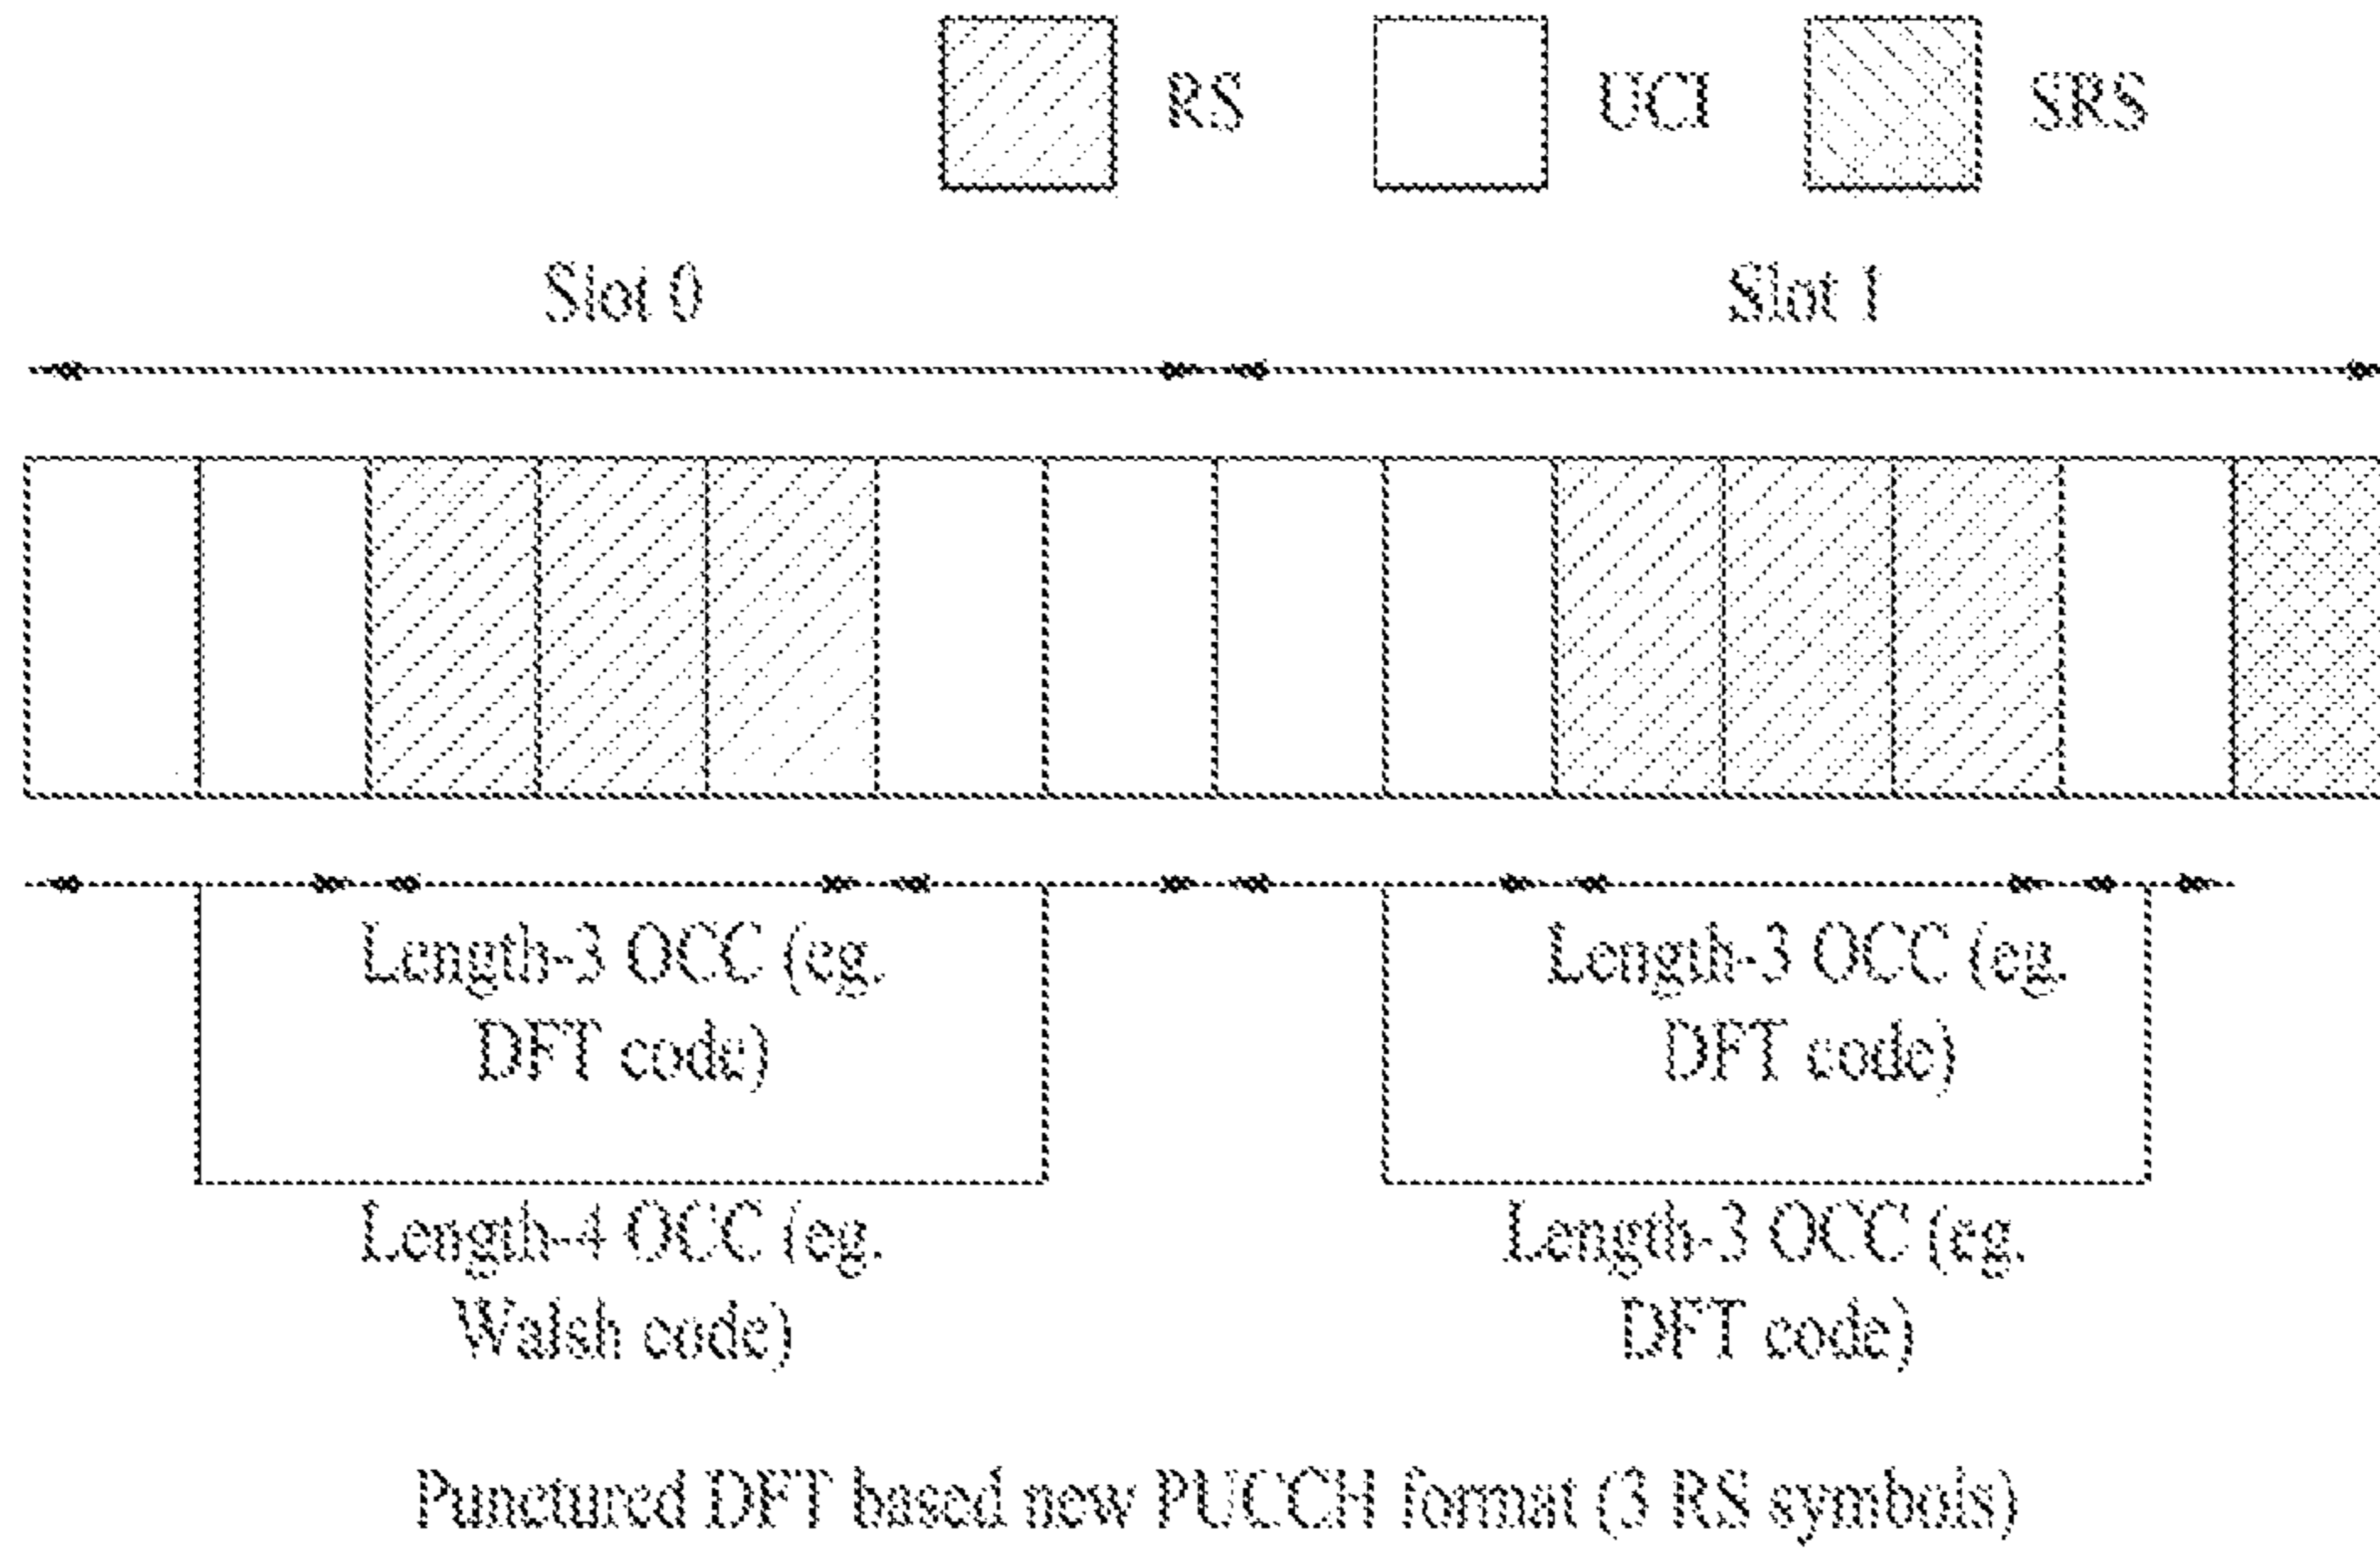 RS UCI SRS
Slot 0 Slot 1
Length-3 OCC (eg. Length-3 OCC (eg.
DFT code) DFT code)
Length-4 OCC (eg. Length-3 OCC (eg.
Walsh code) DFT code)
Punctured DFT based new PUCCH format (3 RS symbols)